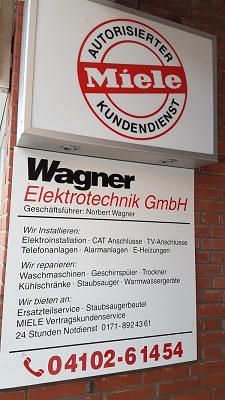 AUTORISIERTER
Miele
KUNDENDIENST
Wagner
Elektrotechnik GmbH
Geschäftsführer: Norbert Wagner
Wir Installieren:
Elektroinstallation · CAT Anschlüsse · TV-Anschlüsse
Telefonanlagen · Alarmanlagen · E-Heizungen
Wir reparieren:
Waschmaschinen · Geschirrspüler · Trockner
Kühlschränke · Staubsauger · Warmwassergeräte
Wir bieten an:
Ersatzteilservice · Staubsaugerbeutel
MIELE Vertragskundenservice
24 Stunden Notdienst 0171-8924361
04102-61454